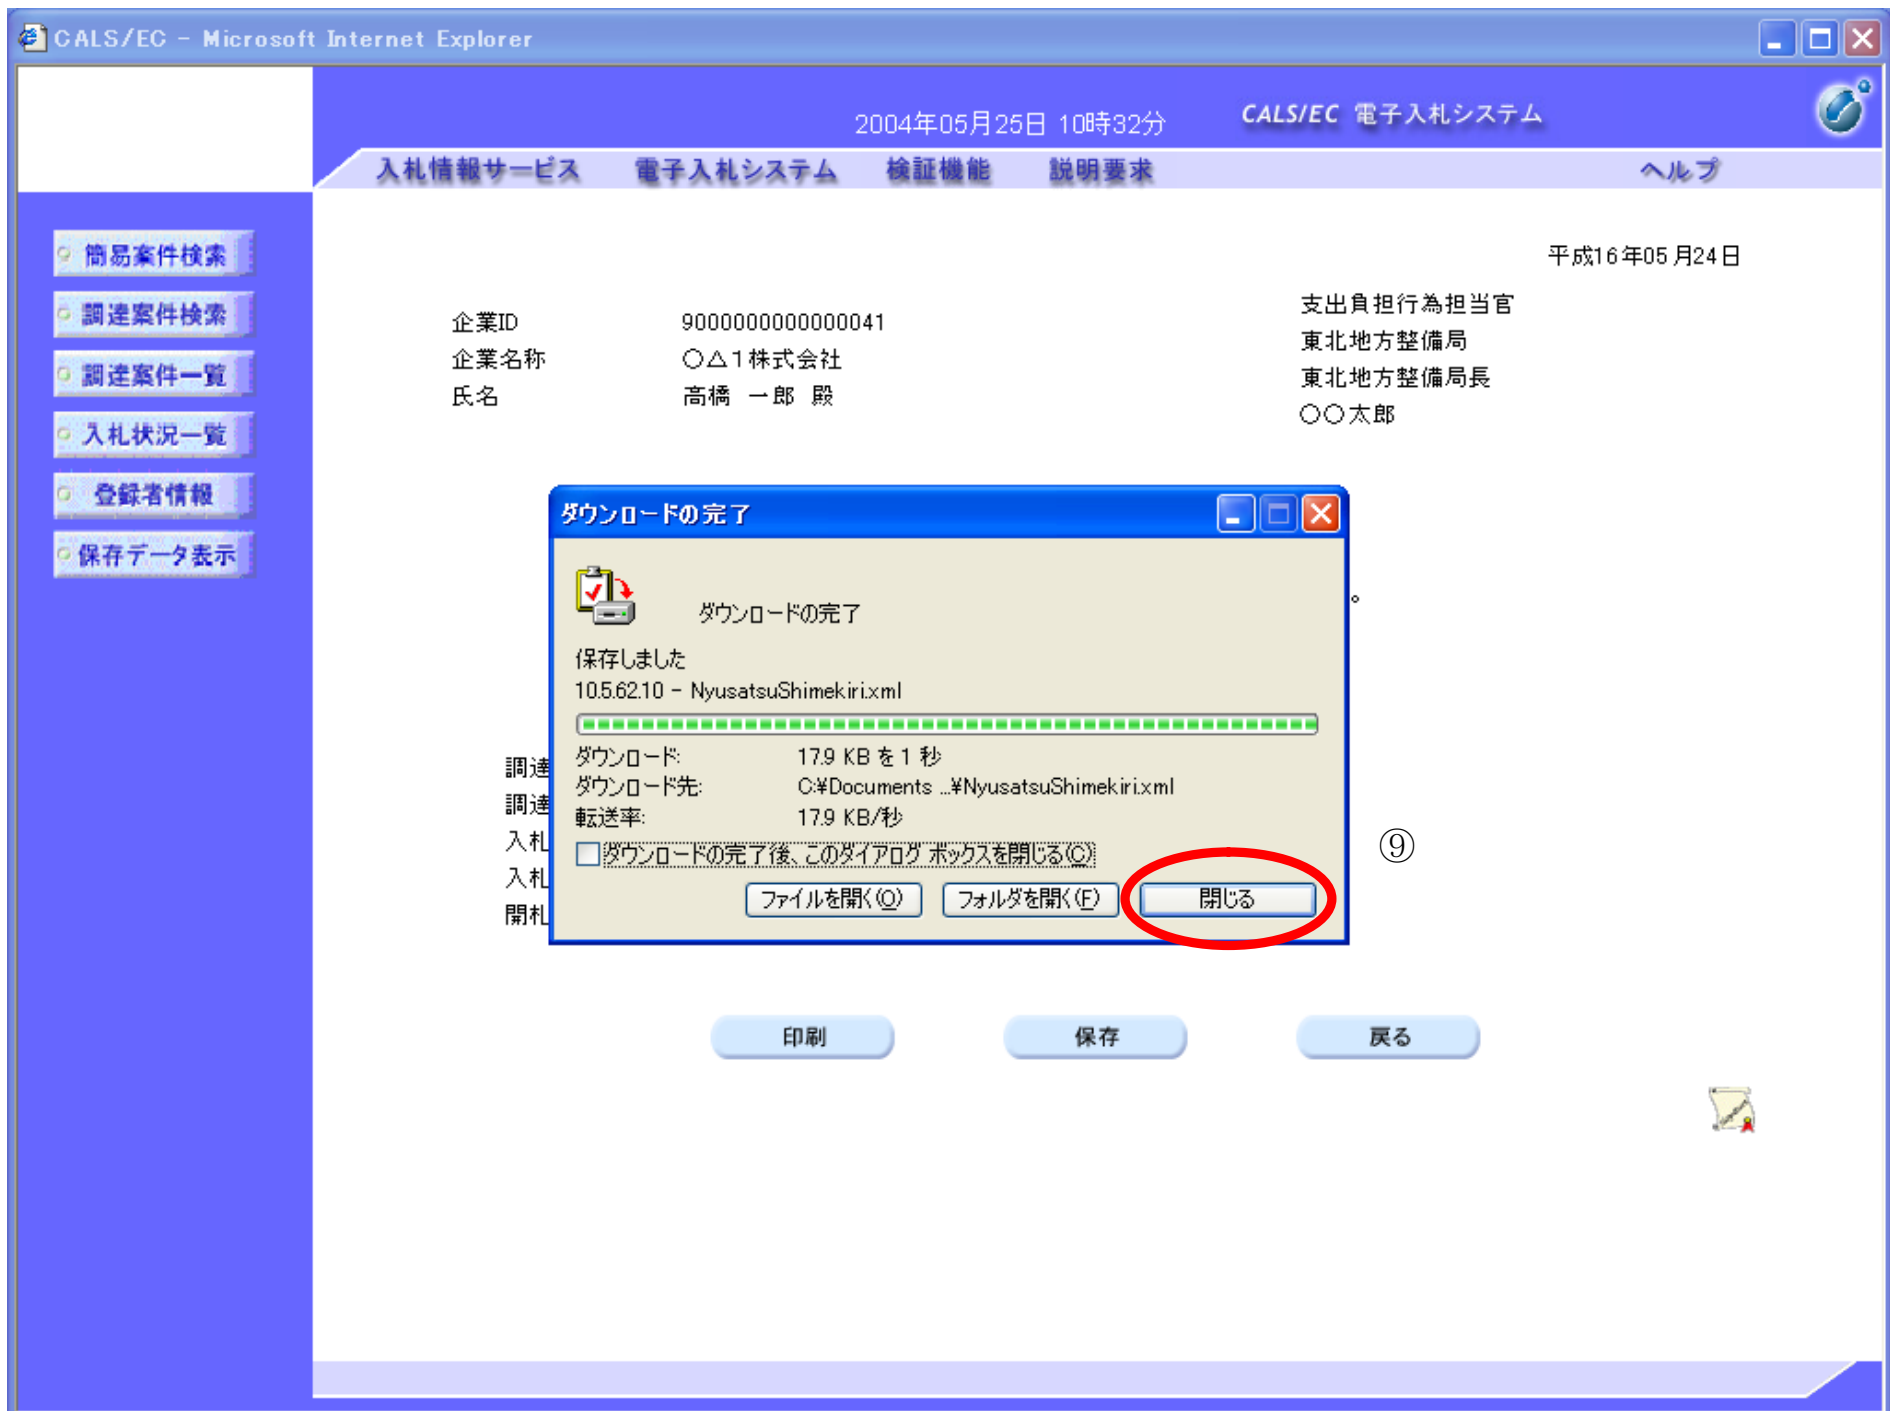 CALS/EC - Microsoft Internet Explorer
2004年05月25日 10時32分
CALS/EC 電子入札システム
入札情報サービス 電子入札システム 検証機能 説明要求 ヘルプ
簡易案件検索
調達案件検索
調達案件一覧
入札状況一覧
登録者情報
保存データ表示
平成16年05月24日
支出負担行為担当官
東北地方整備局
東北地方整備局長
〇〇太郎
企業ID 9000000000000041
企業名称 〇△1株式会社
氏名 高橋 一郎 殿
ダウンロードの完了
ダウンロードの完了
。
保存しました
10.5.62.10 - NyusatsuShimekiri.xml
ダウンロード: 17.9 KB を 1 秒
ダウンロード先: C:¥Documents ...¥NyusatsuShimekiri.xml
転送率: 17.9 KB/秒
ダウンロードの完了後、このダイアログ ボックスを閉じる(C)
ファイルを開く(O) フォルダを開く(F) 閉じる
⑨
調達
調達
入札
入札
開札
印刷 保存 戻る